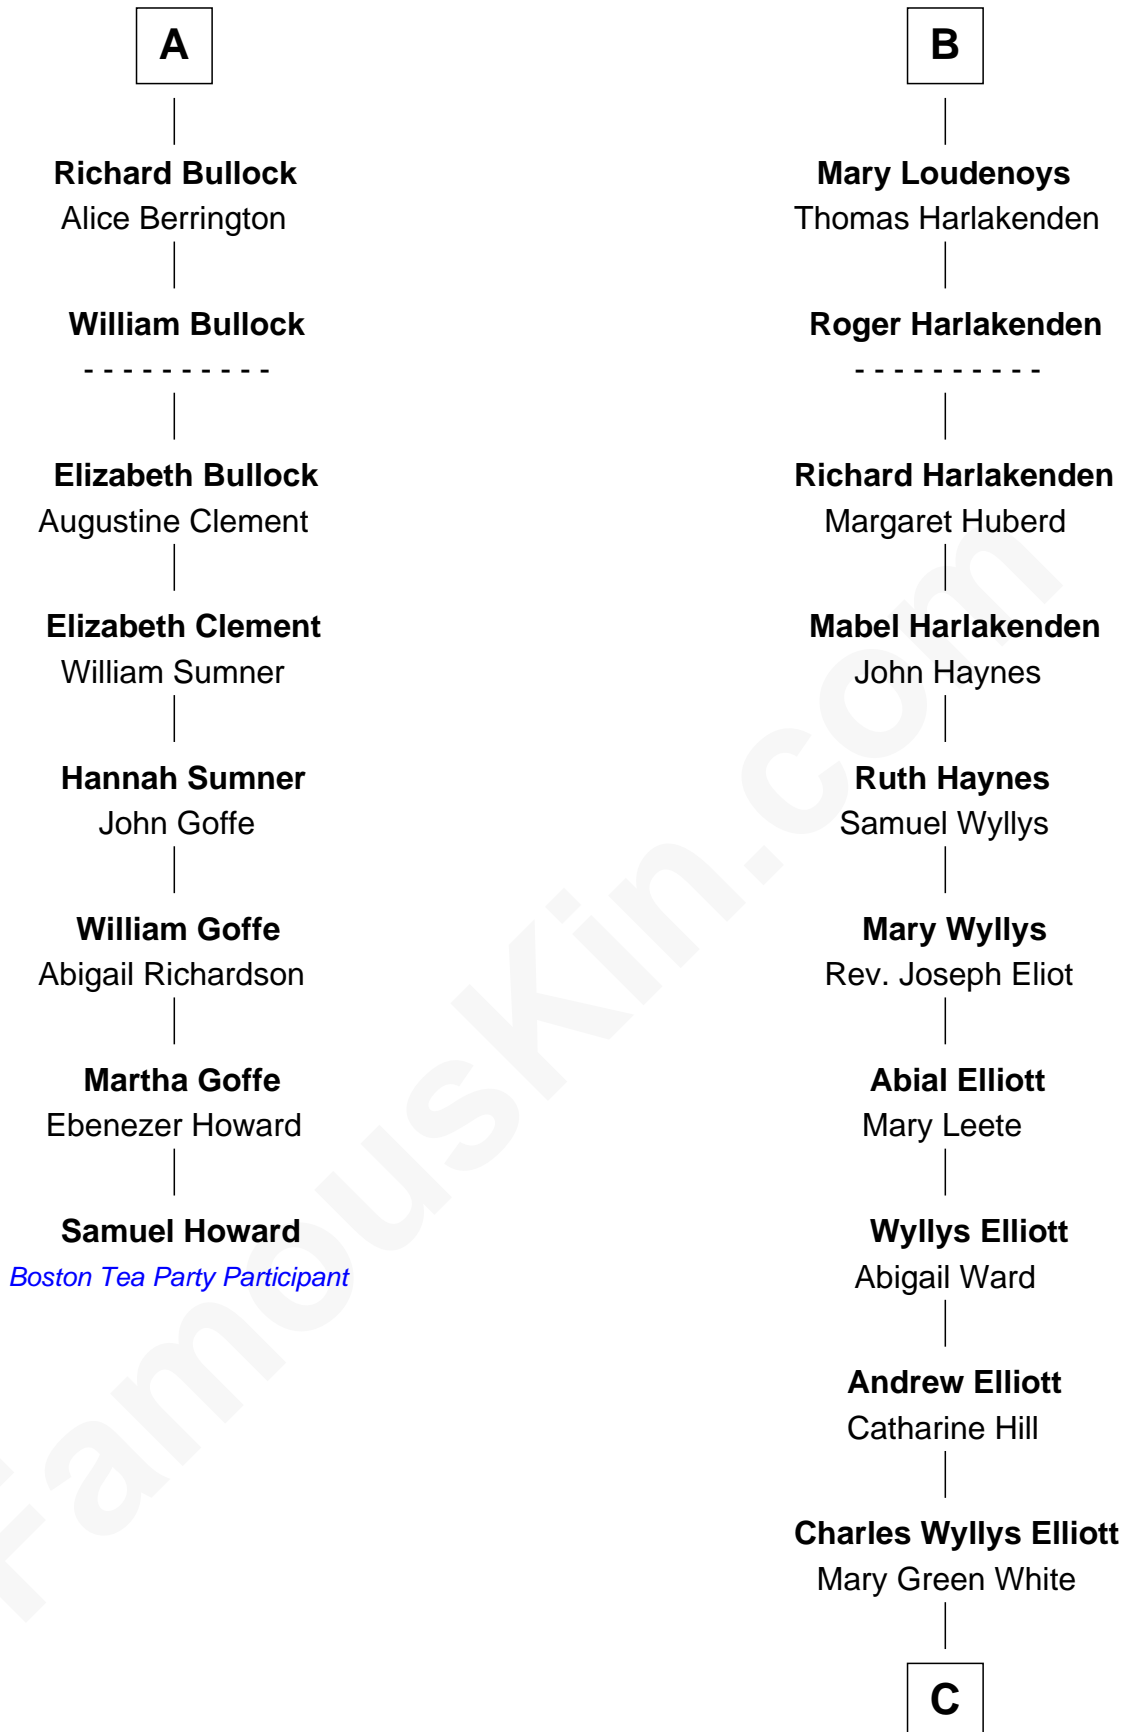 A
Richard Bullock
Alice Berrington
William Bullock
- - - - - - - - - -
Elizabeth Bullock
Augustine Clement
Elizabeth Clement
William Sumner
Hannah Sumner
John Goffe
William Goffe
Abigail Richardson
Martha Goffe
Ebenezer Howard
Samuel Howard
Boston Tea Party Participant
B
Mary Loudenoys
Thomas Harlakenden
Roger Harlakenden
- - - - - - - - - -
Richard Harlakenden
Margaret Huberd
Mabel Harlakenden
John Haynes
Ruth Haynes
Samuel Wyllys
Mary Wyllys
Rev. Joseph Eliot
Abial Elliott
Mary Leete
Wyllys Elliott
Abigail Ward
Andrew Elliott
Catharine Hill
Charles Wyllys Elliott
Mary Green White
C
FamousKin.com